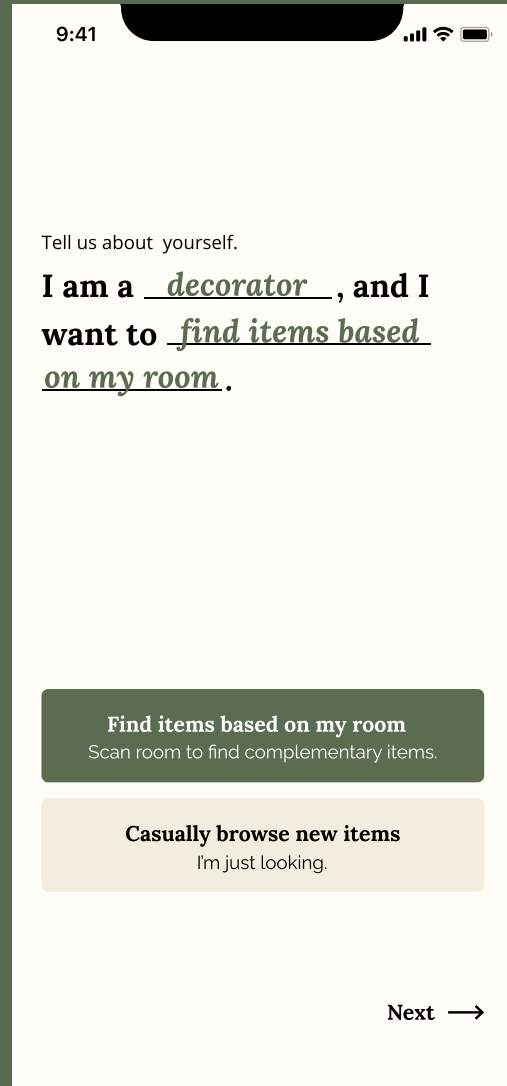 9:41
Tell us about  yourself.
I am a decorator, and I
want to find items based
on my room.
Find items based on my room
Scan room to find complementary items.
Casually browse new items
I'm just looking.
Next